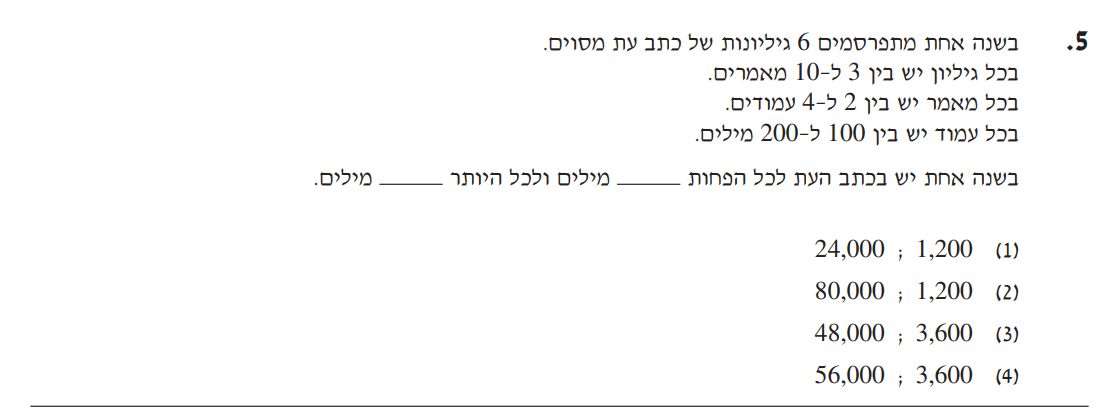 5. בשנה אחת מתפרסמים 6 גיליונות של כתב עת מסוים.
בכל גיליון יש בין 3 ל-10 מאמרים.
בכל מאמר יש בין 2 ל-4 עמודים.
בכל עמוד יש בין 100 ל-200 מילים.
בשנה אחת יש בכתב העת לכל הפחות _____ מילים ולכל היותר _____ מילים.
(1) 1,200 ; 24,000
(2) 1,200 ; 80,000
(3) 3,600 ; 48,000
(4) 3,600 ; 56,000